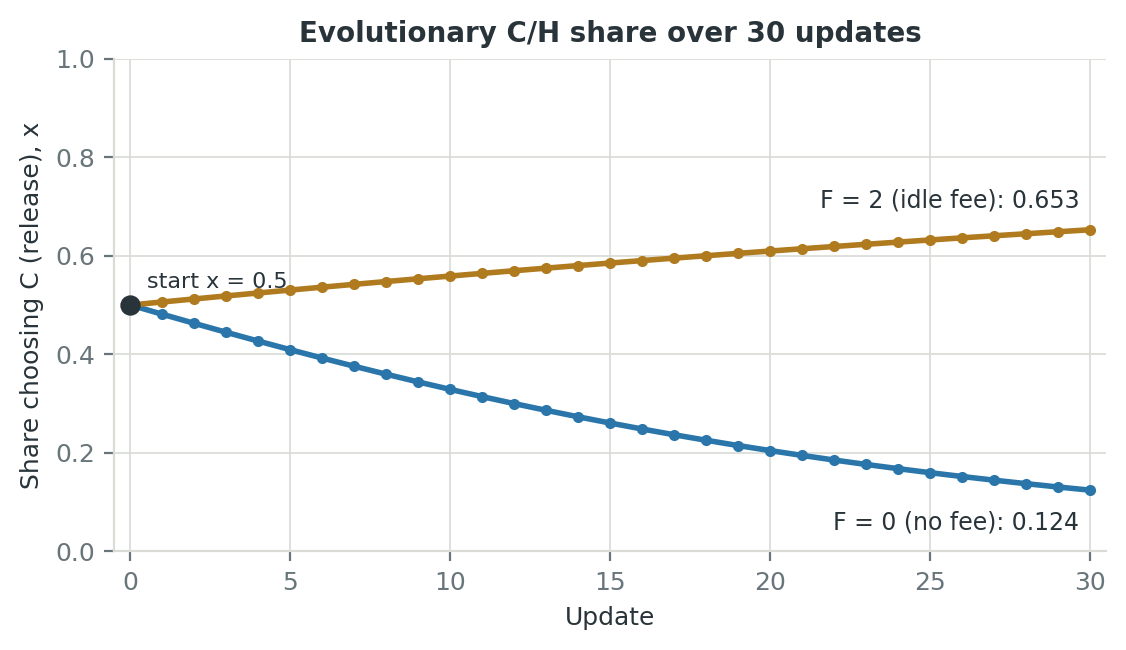 Evolutionary C/H share over 30 updates
Share choosing C (release), x
1.0
0.8
0.6
0.4
0.2
0.0
F = 2 (idle fee): 0.653
start x = 0.5
F = 0 (no fee): 0.124
0 5 10 15 20 25 30
Update